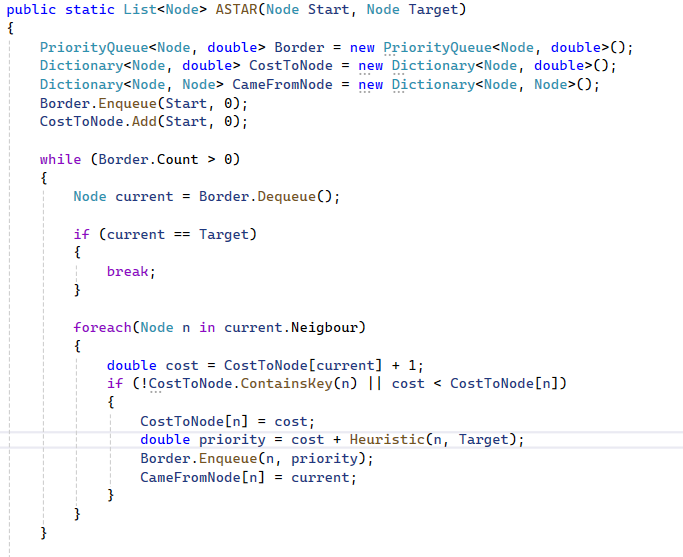 public static List<Node> ASTAR(Node Start, Node Target)
{
    PriorityQueue<Node, double> Border = new PriorityQueue<Node, double>();
    Dictionary<Node, double> CostToNode = new Dictionary<Node, double>();
    Dictionary<Node, Node> CameFromNode = new Dictionary<Node, Node>();
    Border.Enqueue(Start, 0);
    CostToNode.Add(Start, 0);

    while (Border.Count > 0)
    {
        Node current = Border.Dequeue();

        if (current == Target)
        {
            break;
        }

        foreach(Node n in current.Neigbour)
        {
            double cost = CostToNode[current] + 1;
            if (!CostToNode.ContainsKey(n) || cost < CostToNode[n])
            {
                CostToNode[n] = cost;
                double priority = cost + Heuristic(n, Target);
                Border.Enqueue(n, priority);
                CameFromNode[n] = current;
            }
        }
    }